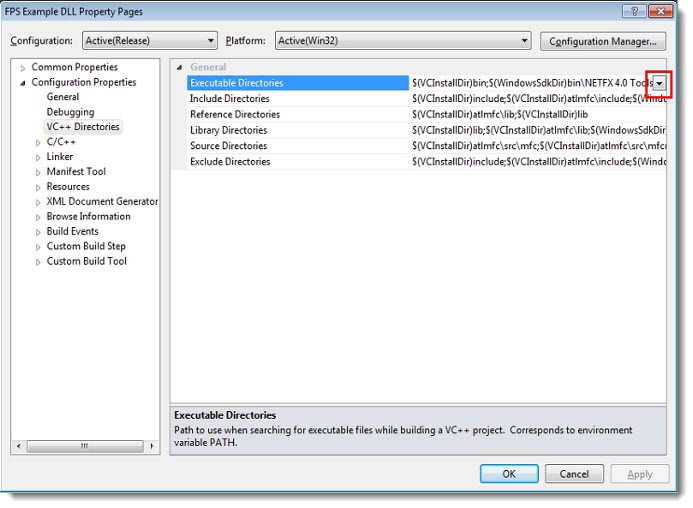 FPS Example DLL Property Pages
Configuration: Active(Release) Platform: Active(Win32) Configuration Manager...
Common Properties
Configuration Properties
General
Debugging
VC++ Directories
C/C++
Linker
Manifest Tool
Resources
XML Document Generator
Browse Information
Build Events
Custom Build Step
Custom Build Tool
General
Executable Directories $(VCInstallDir)bin;$(WindowsSdkDir)bin\NETFX 4.0 Tools
Include Directories $(VCInstallDir)include;$(VCInstallDir)atlmfc\include;$(Windo
Reference Directories $(VCInstallDir)atlmfc\lib;$(VCInstallDir)lib
Library Directories $(VCInstallDir)lib;$(VCInstallDir)atlmfc\lib;$(WindowsSdkDir
Source Directories $(VCInstallDir)atlmfc\src\mfc;$(VCInstallDir)atlmfc\src\mfcm
Exclude Directories $(VCInstallDir)include;$(VCInstallDir)atlmfc\include;$(Windo
Executable Directories
Path to use when searching for executable files while building a VC++ project. Corresponds to environment
variable PATH.
OK Cancel Apply